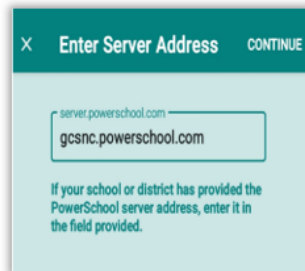 × Enter Server Address CONTINUE
server.powerschool.com
gcsnc.powerschool.com
If your school or district has provided the
PowerSchool server address, enter it in
the field provided.